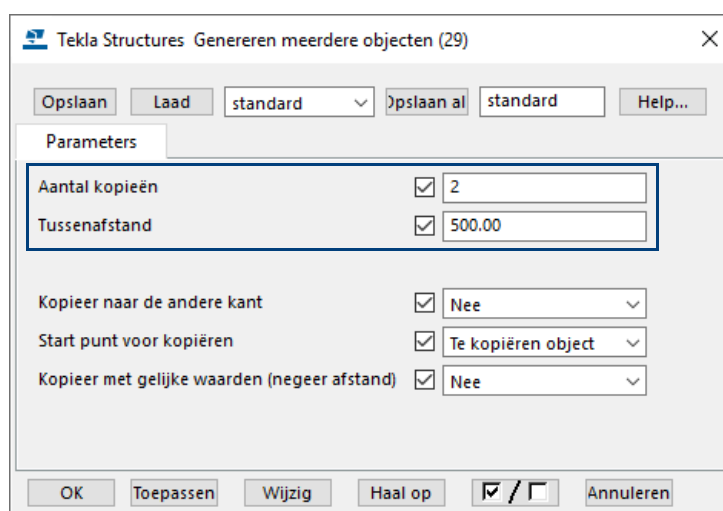 Tekla Structures Genereren meerdere objecten (29)
Opslaan Laad standard Opslaan al standard Help...
Parameters
Aantal kopieën 2
Tussenafstand 500.00
Kopieer naar de andere kant Nee
Start punt voor kopiëren Te kopiëren object
Kopieer met gelijke waarden (negeer afstand) Nee
OK Toepassen Wijzig Haal op / Annuleren